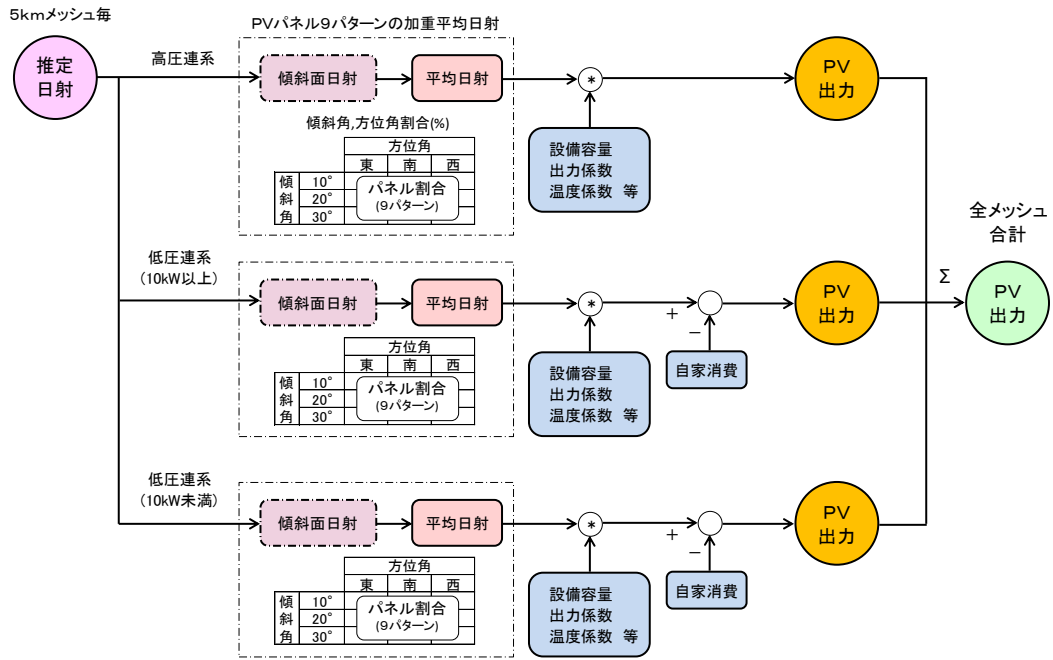 5kmメッシュ毎
推定
日射
高圧連系
PVパネル9パターンの加重平均日射
傾斜面日射
平均日射
傾斜角,方位角割合(%)
方位角
東 南 西
傾 10°
斜 20°
角 30°
パネル割合
(9パターン)
*
設備容量
出力係数
温度係数 等
PV
出力
低圧連系
(10kW以上)
傾斜面日射
平均日射
方位角
東 南 西
傾 10°
斜 20°
角 30°
パネル割合
(9パターン)
*
設備容量
出力係数
温度係数 等
+
−
自家消費
PV
出力
低圧連系
(10kW未満)
傾斜面日射
平均日射
方位角
東 南 西
傾 10°
斜 20°
角 30°
パネル割合
(9パターン)
*
設備容量
出力係数
温度係数 等
+
−
自家消費
PV
出力
Σ
全メッシュ
合計
PV
出力